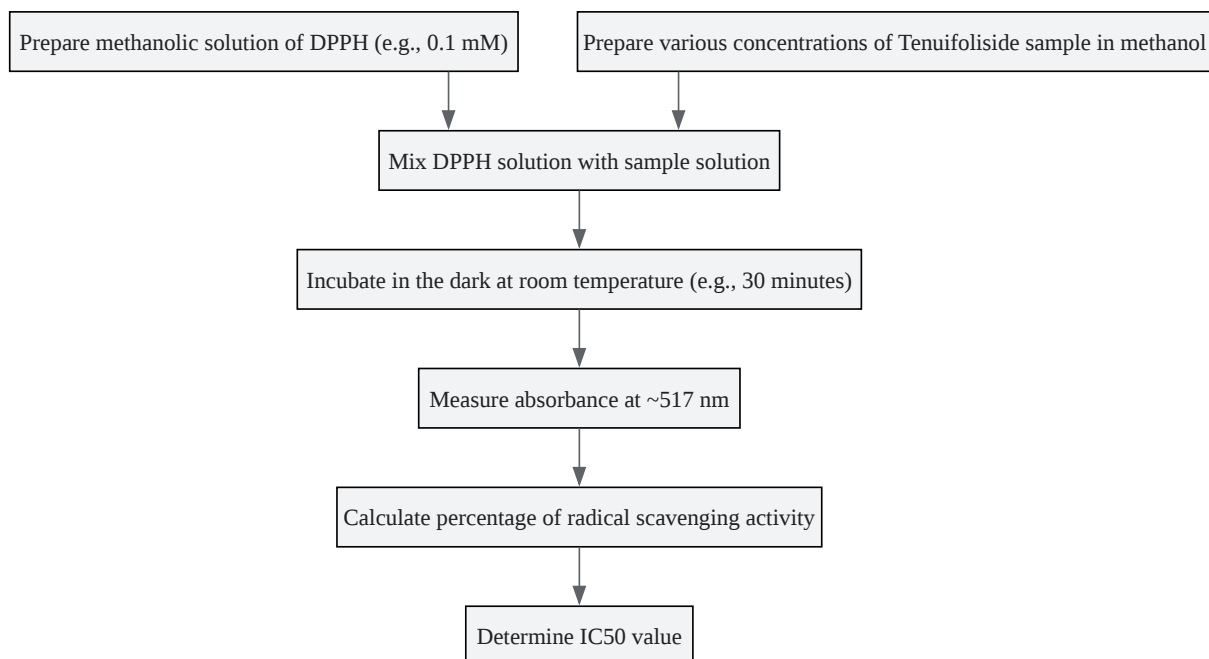 Prepare methanolic solution of DPPH (e.g., 0.1 mM)
Prepare various concentrations of Tenuifoliside sample in methanol
Mix DPPH solution with sample solution
Incubate in the dark at room temperature (e.g., 30 minutes)
Measure absorbance at ~517 nm
Calculate percentage of radical scavenging activity
Determine IC50 value